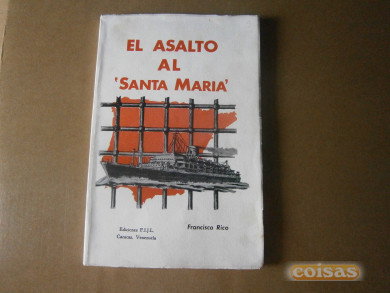 EL ASALTO
AL
'SANTA MARIA'
Ediciones F.I.J.L.
Caracas, Venezuela
Francisco Rico
coisas